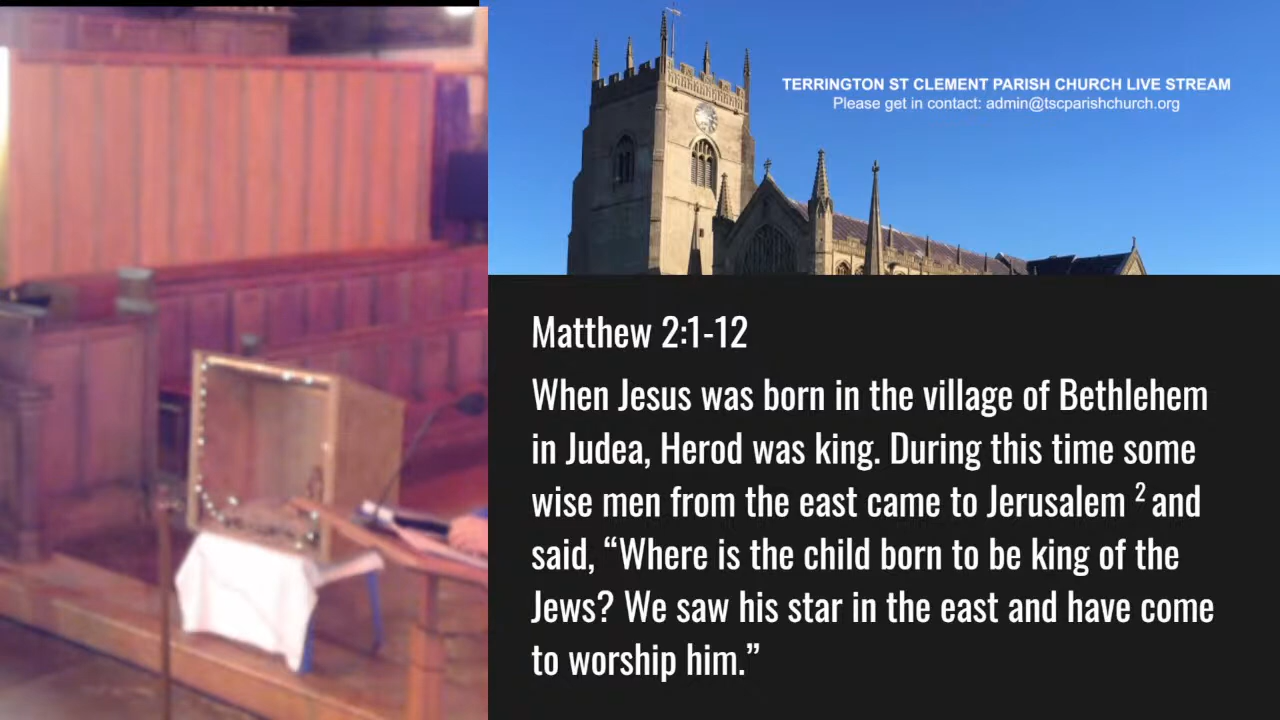 TERRINGTON ST CLEMENT PARISH CHURCH LIVE STREAM
Please get in contact: admin@tscparishchurch.org
Matthew 2:1-12
When Jesus was born in the village of Bethlehem
in Judea, Herod was king. During this time some
wise men from the east came to Jerusalem ² and
said, “Where is the child born to be king of the
Jews? We saw his star in the east and have come
to worship him.”